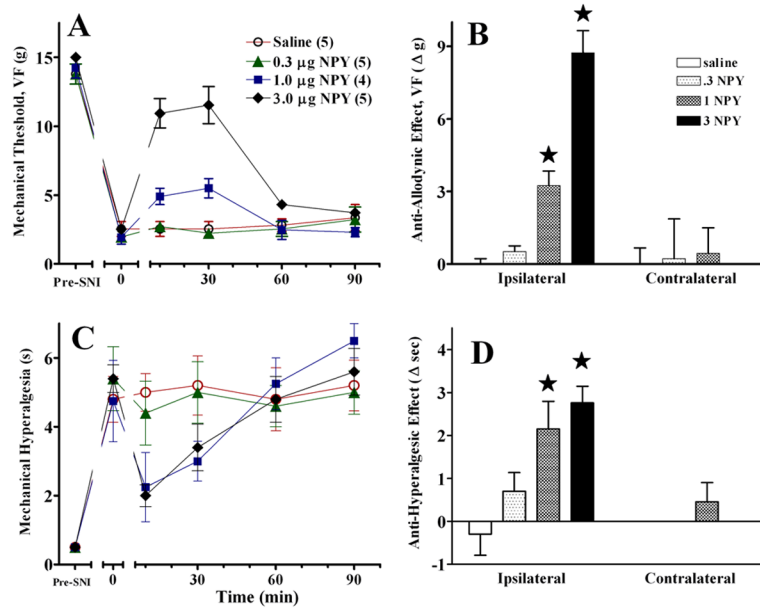 A
Mechanical Theshold, VF (g)
15
10
5
0
Saline (5)
0.3 µg NPY (5)
1.0 µg NPY (4)
3.0 µg NPY (5)
Pre-SNI
0
30
60
90
B
Anti-Allodynic Effect, VF (Δ g)
9
6
3
0
saline
.3 NPY
1 NPY
3 NPY
Ipsilateral
Contralateral
C
Mechanical Hyperalgesia (s)
6
4
2
0
Pre-SNI
0
30
60
90
Time (min)
D
Anti-Hyperalgesic Effect (Δ sec)
4
3
2
1
0
-1
Ipsilateral
Contralateral